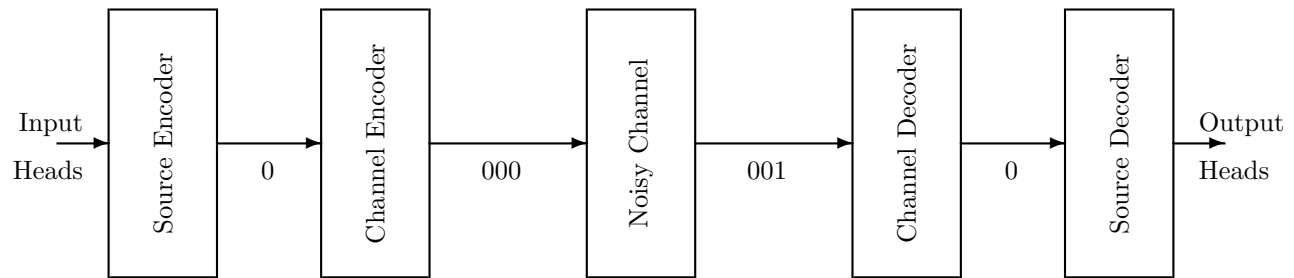 Input
Heads
Source Encoder
0
Channel Encoder
000
Noisy Channel
001
Channel Decoder
0
Source Decoder
Output
Heads